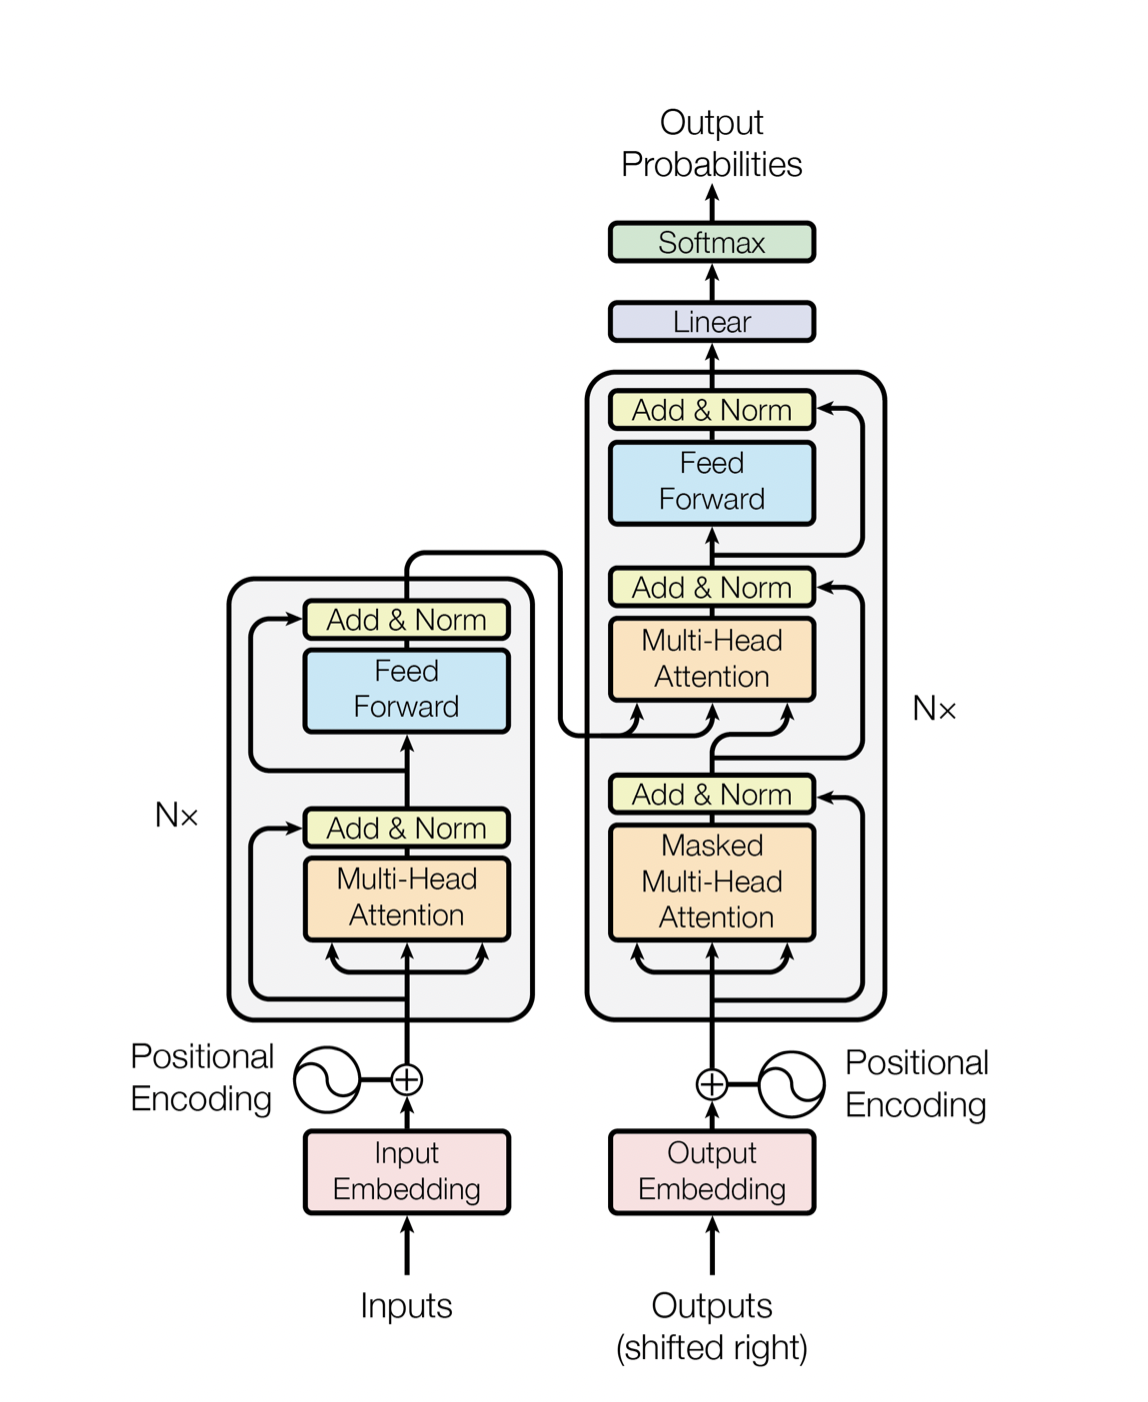 Output
Probabilities
Softmax
Linear
Add & Norm
Feed
Forward
Add & Norm
Multi-Head
Attention
Nx
Add & Norm
Masked
Multi-Head
Attention
Add & Norm
Feed
Forward
Nx
Add & Norm
Multi-Head
Attention
Positional
Encoding
Positional
Encoding
Input
Embedding
Output
Embedding
Inputs
Outputs
(shifted right)